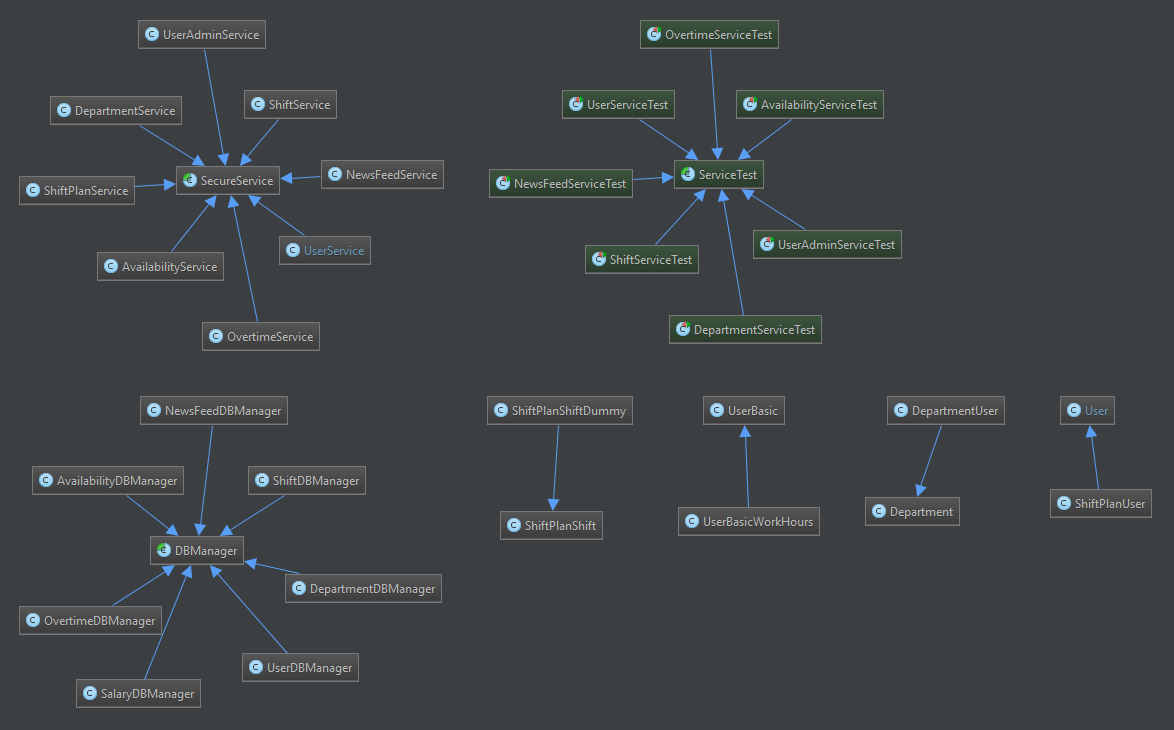 C UserAdminService
C DepartmentService
C ShiftService
C SecureService
C NewsFeedService
C ShiftPlanService
C UserService
C AvailabilityService
C OvertimeService
C OvertimeServiceTest
C UserServiceTest
C AvailabilityServiceTest
C NewsFeedServiceTest
C ServiceTest
C UserAdminServiceTest
C ShiftServiceTest
C DepartmentServiceTest
C NewsFeedDBManager
C AvailabilityDBManager
C ShiftDBManager
C DBManager
C DepartmentDBManager
C OvertimeDBManager
C UserDBManager
C SalaryDBManager
C ShiftPlanShiftDummy
C ShiftPlanShift
C UserBasic
C UserBasicWorkHours
C DepartmentUser
C Department
C User
C ShiftPlanUser